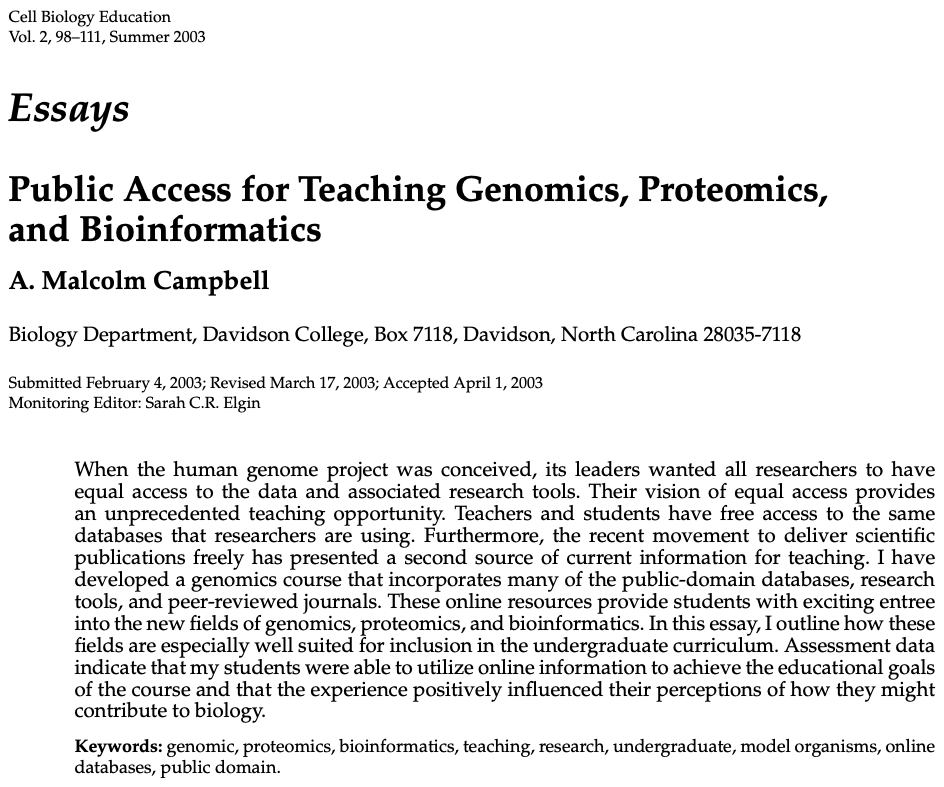 Cell Biology Education
Vol. 2, 98–111, Summer 2003
Essays
Public Access for Teaching Genomics, Proteomics,
and Bioinformatics
A. Malcolm Campbell
Biology Department, Davidson College, Box 7118, Davidson, North Carolina 28035-7118
Submitted February 4, 2003; Revised March 17, 2003; Accepted April 1, 2003
Monitoring Editor: Sarah C.R. Elgin
When the human genome project was conceived, its leaders wanted all researchers to have
equal access to the data and associated research tools. Their vision of equal access provides
an unprecedented teaching opportunity. Teachers and students have free access to the same
databases that researchers are using. Furthermore, the recent movement to deliver scientific
publications freely has presented a second source of current information for teaching. I have
developed a genomics course that incorporates many of the public-domain databases, research
tools, and peer-reviewed journals. These online resources provide students with exciting entree
into the new fields of genomics, proteomics, and bioinformatics. In this essay, I outline how these
fields are especially well suited for inclusion in the undergraduate curriculum. Assessment data
indicate that my students were able to utilize online information to achieve the educational goals
of the course and that the experience positively influenced their perceptions of how they might
contribute to biology.
Keywords: genomic, proteomics, bioinformatics, teaching, research, undergraduate, model organisms, online
databases, public domain.